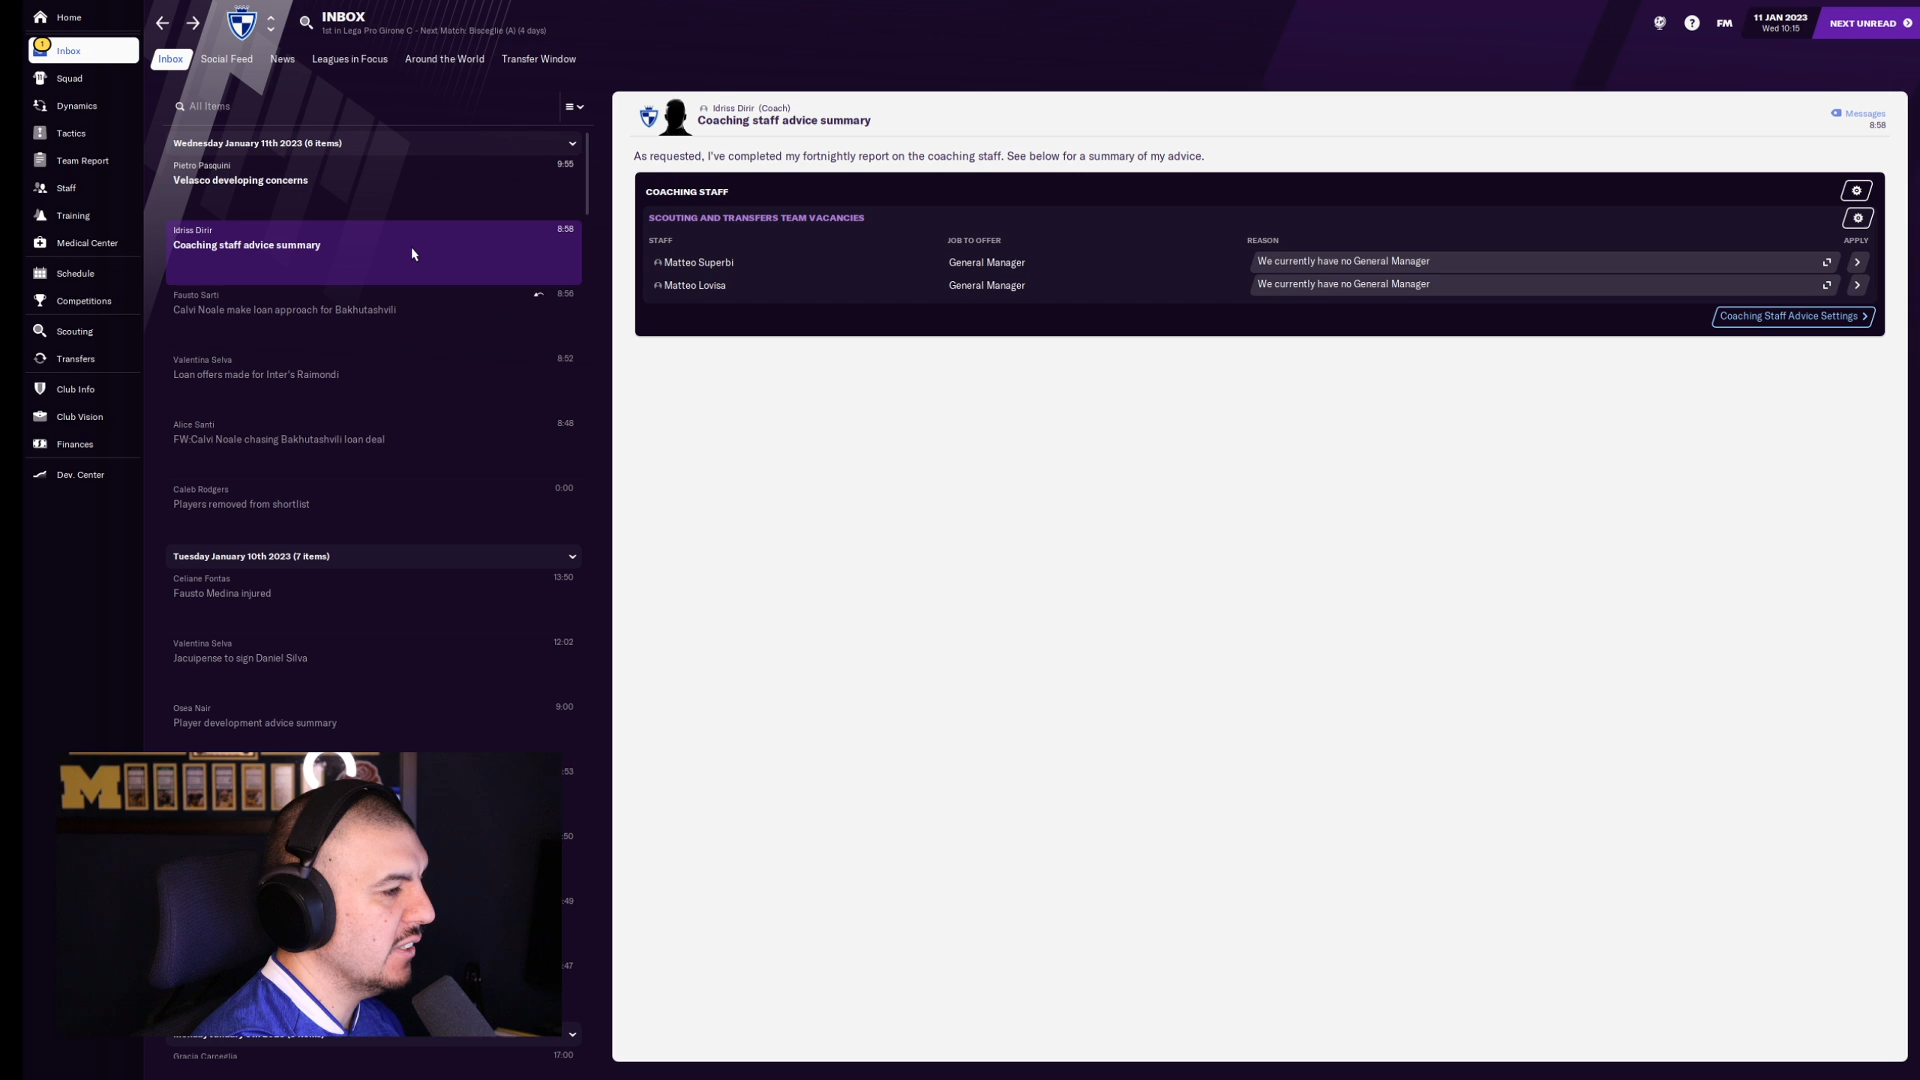 Home
1
Inbox
Squad
Dynamics
Tactics
Team Report
Staff
Training
Medical Center
Schedule
Competitions
Scouting
Transfers
Club Info
Club Vision
Finances
Dev. Center
INBOX
1st in Lega Pro Girone C - Next Match: Bisceglie (A) (4 days)
?
FM
11 JAN 2023
Wed 10:15
NEXT UNREAD
Inbox
Social Feed
News
Leagues in Focus
Around the World
Transfer Window
All Items
Wednesday January 11th 2023 (6 items)
Pietro Pasquini
9:55
Velasco developing concerns
Idriss Dirir
8:58
Coaching staff advice summary
Fausto Sarti
8:56
Calvi Noale make loan approach for Bakhutashvili
Valentina Selva
8:52
Loan offers made for Inter's Raimondi
Alice Santi
8:48
FW:Calvi Noale chasing Bakhutashvili loan deal
Caleb Rodgers
0:00
Players removed from shortlist
Tuesday January 10th 2023 (7 items)
Celiane Fontas
13:50
Fausto Medina injured
Valentina Selva
12:02
Jacuipense to sign Daniel Silva
Osea Nair
9:00
Player development advice summary
:53
:50
:49
:47
M
Gracia Carceglia
17:00
Idriss Dirir (Coach)
Coaching staff advice summary
Messages
8:58
As requested, I've completed my fortnightly report on the coaching staff. See below for a summary of my advice.
COACHING STAFF
SCOUTING AND TRANSFERS TEAM VACANCIES
STAFF
JOB TO OFFER
REASON
APPLY
Matteo Superbi
General Manager
We currently have no General Manager
Matteo Lovisa
General Manager
We currently have no General Manager
Coaching Staff Advice Settings